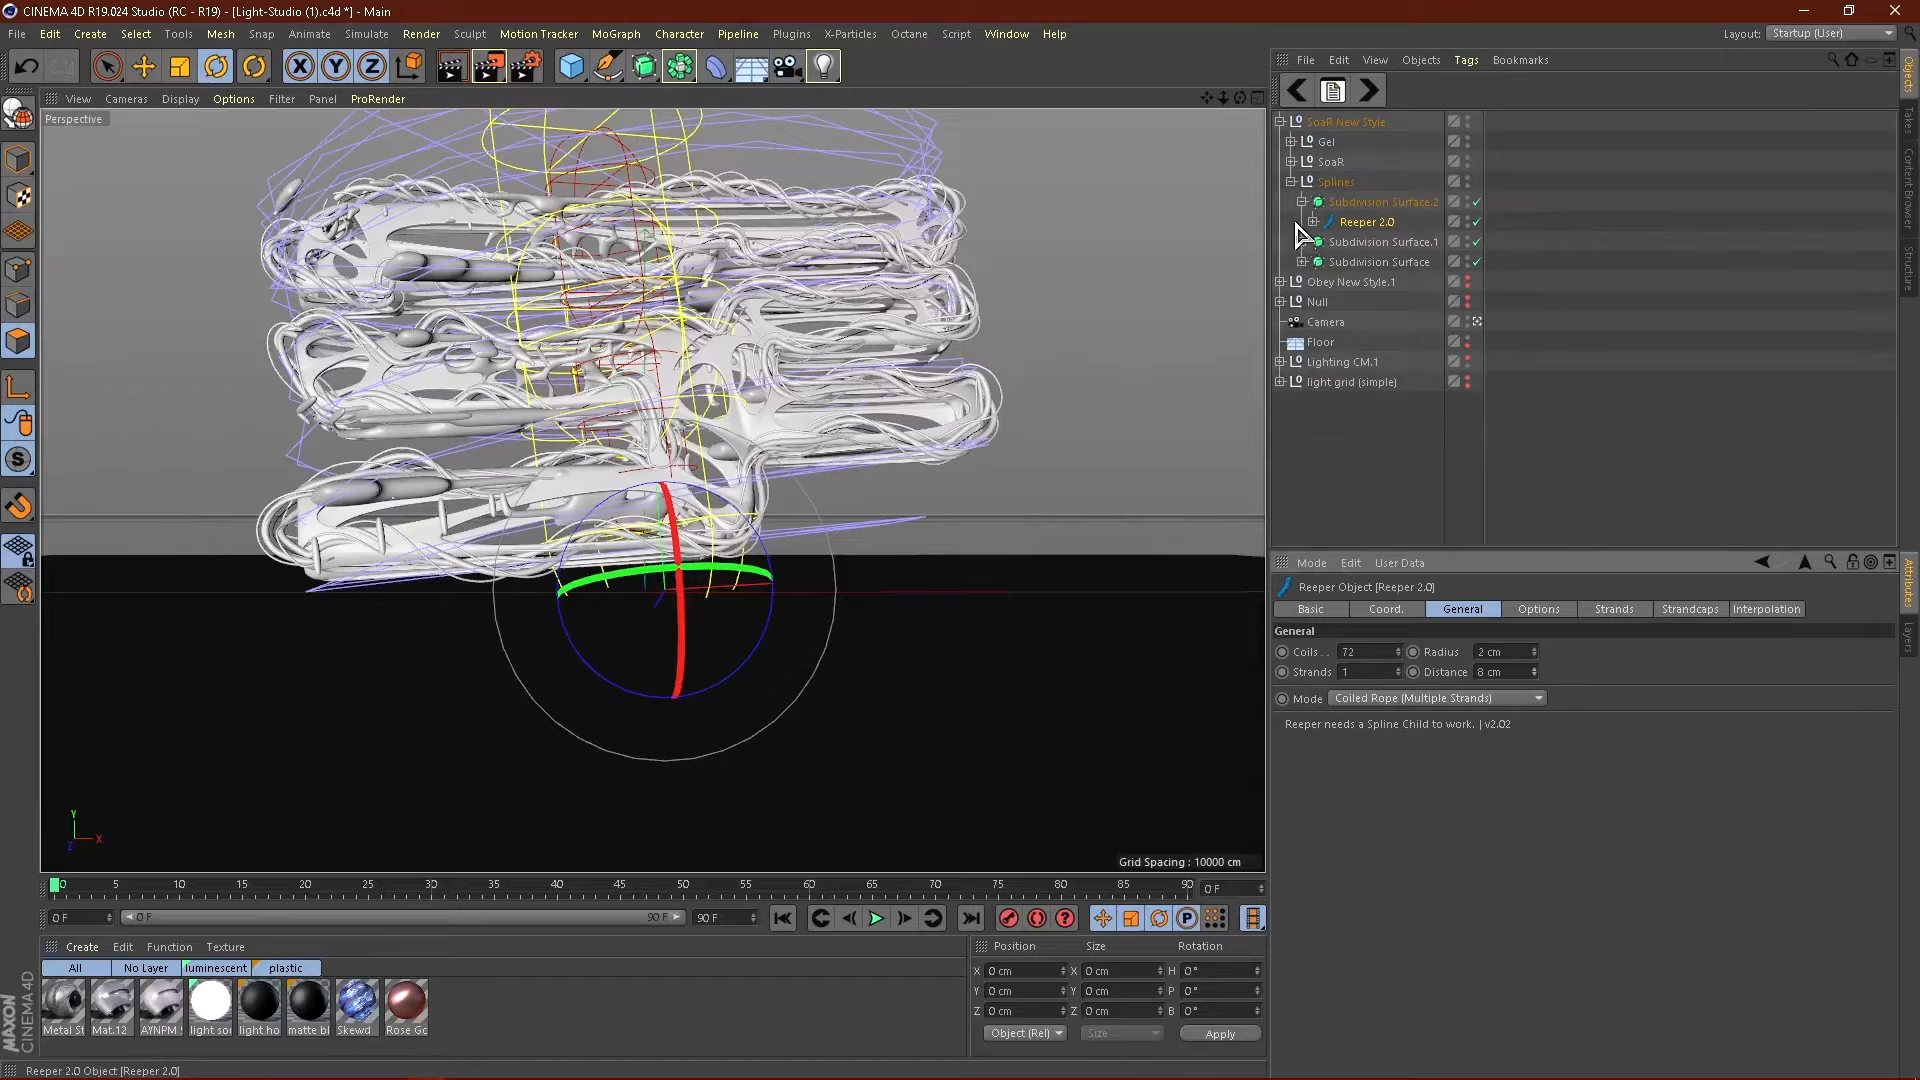 CINEMA 4D R19.024 Studio (RC - R19) - [Light-Studio (1).c4d *] - Main
File Edit Create Select Tools Mesh Snap Animate Simulate Render Sculpt Motion Tracker MoGraph Character Pipeline Plugins X-Particles Octane Script Window Help Layout: Startup (User)
File Edit View Objects Tags Bookmarks
View Cameras Display Options Filter Panel ProRender
Perspective
SoaR New Style
Gel
SoaR
Splines
Subdivision Surface.2
Reeper 2.0
Subdivision Surface.1
Subdivision Surface
Obey New Style.1
Null
Camera
Floor
Lighting CM.1
light grid (simple)
Objects
Takes
Content Browser
Structure
Mode Edit User Data
Reeper Object [Reeper 2.0]
Basic Coord. General Options Strands Strandcaps Interpolation
General
Coils . . 72 Radius 2 cm
Strands 1 Distance 8 cm
Mode Coiled Rope (Multiple Strands)
Reeper needs a Spline Child to work. | v2.02
Attributes
Layers
Y
X
Z
Grid Spacing : 10000 cm
0 5 10 15 20 25 30 35 40 45 50 55 60 65 70 75 80 85 90 0 F
0 F 0 F 90 F 90 F
Create Edit Function Texture
All No Layer luminescent plastic
Metal St Mat.12 AYNPM light so light ho matte bl Skewd Rose Gc
Position Size Rotation
X 0 cm X 0 cm H 0°
Y 0 cm Y 0 cm P 0°
Z 0 cm Z 0 cm B 0°
Object (Rel) Size Apply
MAXON
CINEMA 4D
Reeper 2.0 Object [Reeper 2.0]